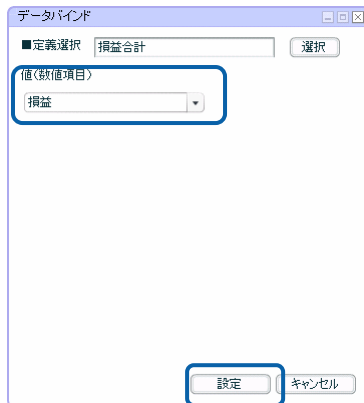 データバインド
■定義選択 損益合計 選択
値(数値項目)
損益
設定 キャンセル